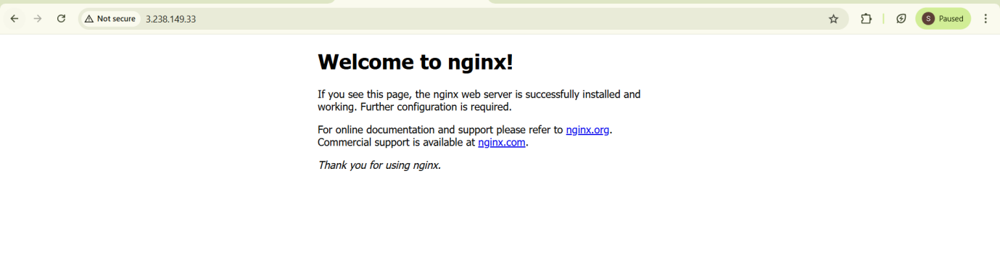 Not secure
3.238.149.33
S
Paused
Welcome to nginx!
If you see this page, the nginx web server is successfully installed and
working. Further configuration is required.
For online documentation and support please refer to nginx.org.
Commercial support is available at nginx.com.
Thank you for using nginx.